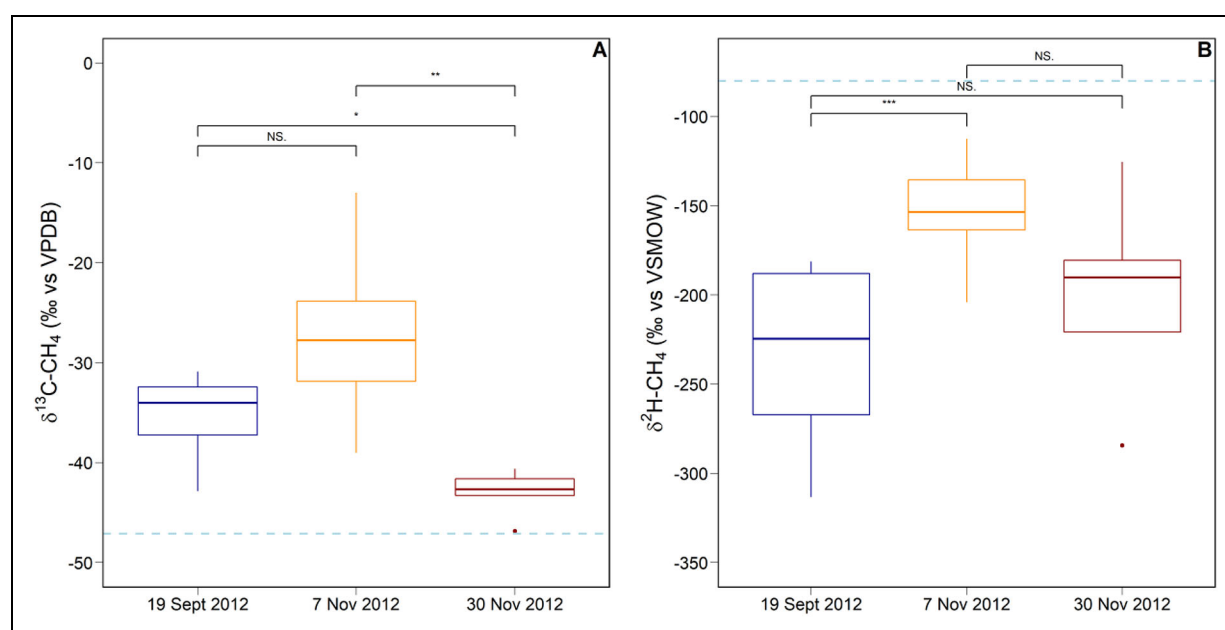 A
δ¹³C-CH₄ (‰ vs VPDB)
0
-10
-20
-30
-40
-50
**
*
NS.
19 Sept 2012
7 Nov 2012
30 Nov 2012
B
δ²H-CH₄ (‰ vs VSMOW)
-100
-150
-200
-250
-300
-350
NS.
NS.
***
19 Sept 2012
7 Nov 2012
30 Nov 2012